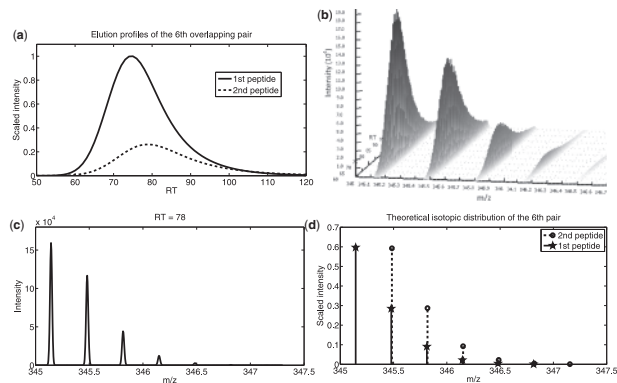 (a)
Elution profiles of the 6th overlapping pair
Scaled intensity
1
0.8
0.6
0.4
0.2
0
50 60 70 80 90 100 110 120
RT
1st peptide
2nd peptide
(b)
Intensity (10⁴)
RT
m/z
(c)
x 10⁴
RT = 78
Intensity
15
10
5
0
345 345.5 346 346.5 347 347.5
m/z
(d)
Theoretical isotopic distribution of the 6th pair
Scaled intensity
0.7
0.6
0.5
0.4
0.3
0.2
0.1
0
345 345.5 346 346.5 347 347.5
m/z
2nd peptide
1st peptide